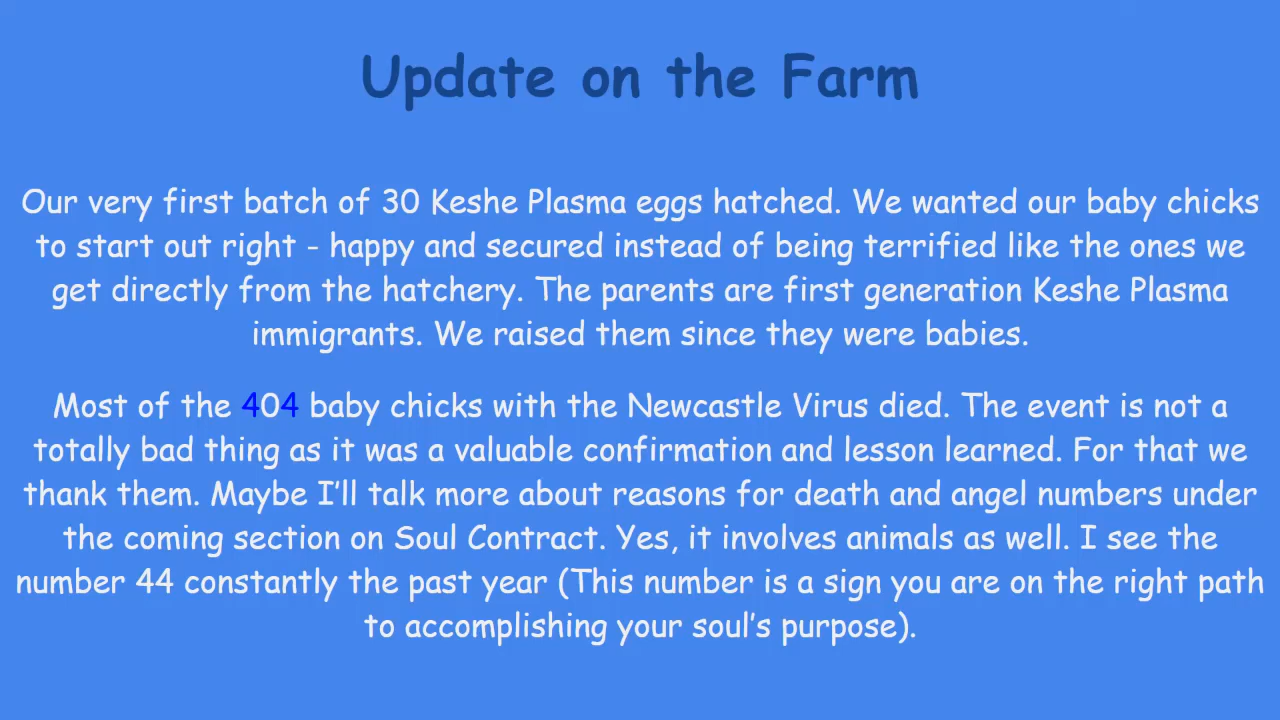 Update on the Farm
Our very first batch of 30 Keshe Plasma eggs hatched. We wanted our baby chicks
to start out right - happy and secured instead of being terrified like the ones we
get directly from the hatchery. The parents are first generation Keshe Plasma
immigrants. We raised them since they were babies.
Most of the 404 baby chicks with the Newcastle Virus died. The event is not a
totally bad thing as it was a valuable confirmation and lesson learned. For that we
thank them. Maybe I’ll talk more about reasons for death and angel numbers under
the coming section on Soul Contract. Yes, it involves animals as well. I see the
number 44 constantly the past year (This number is a sign you are on the right path
to accomplishing your soul’s purpose).